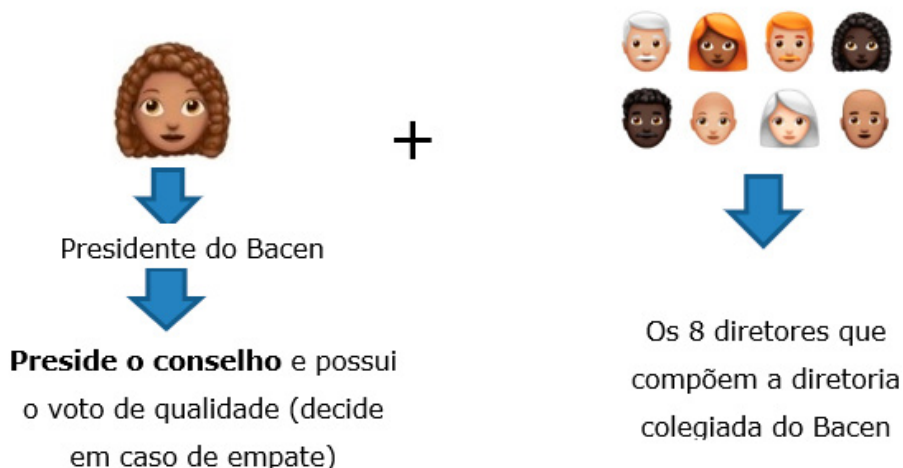 +
Presidente do Bacen
Preside o conselho e possui
o voto de qualidade (decide
em caso de empate)
Os 8 diretores que
compõem a diretoria
colegiada do Bacen